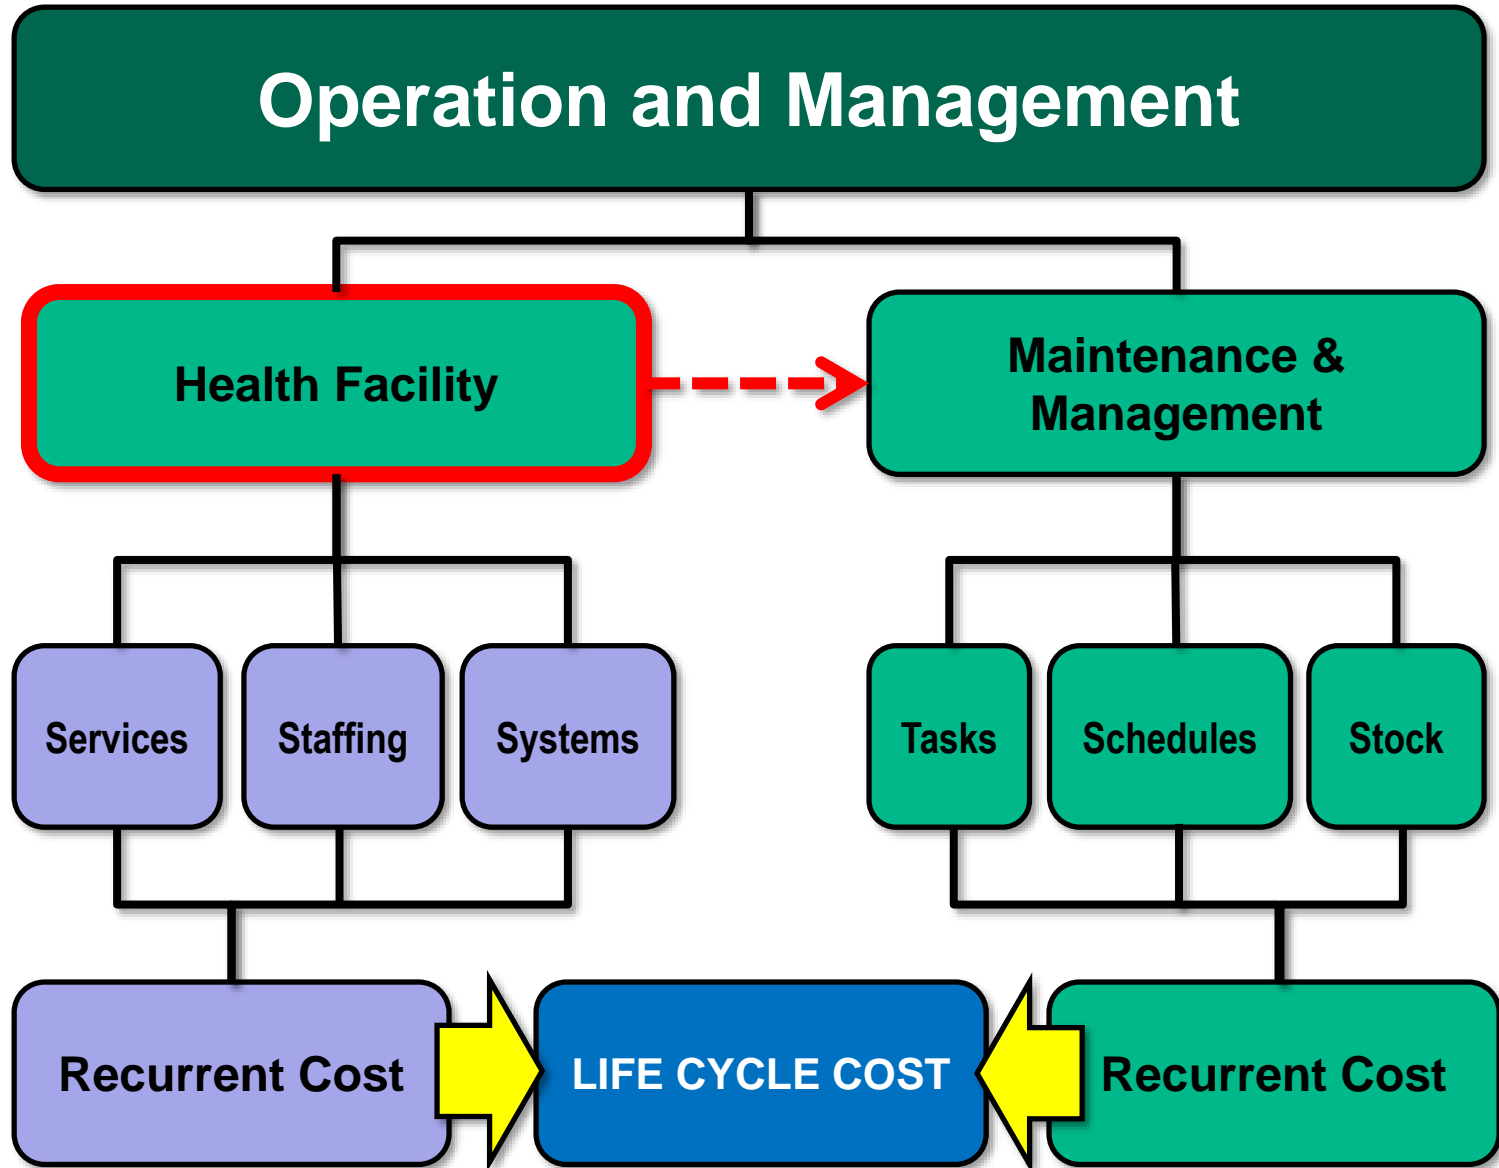 Operation and Management
Health Facility
Maintenance &
Management
Services
Staffing
Systems
Tasks
Schedules
Stock
Recurrent Cost
LIFE CYCLE COST
Recurrent Cost